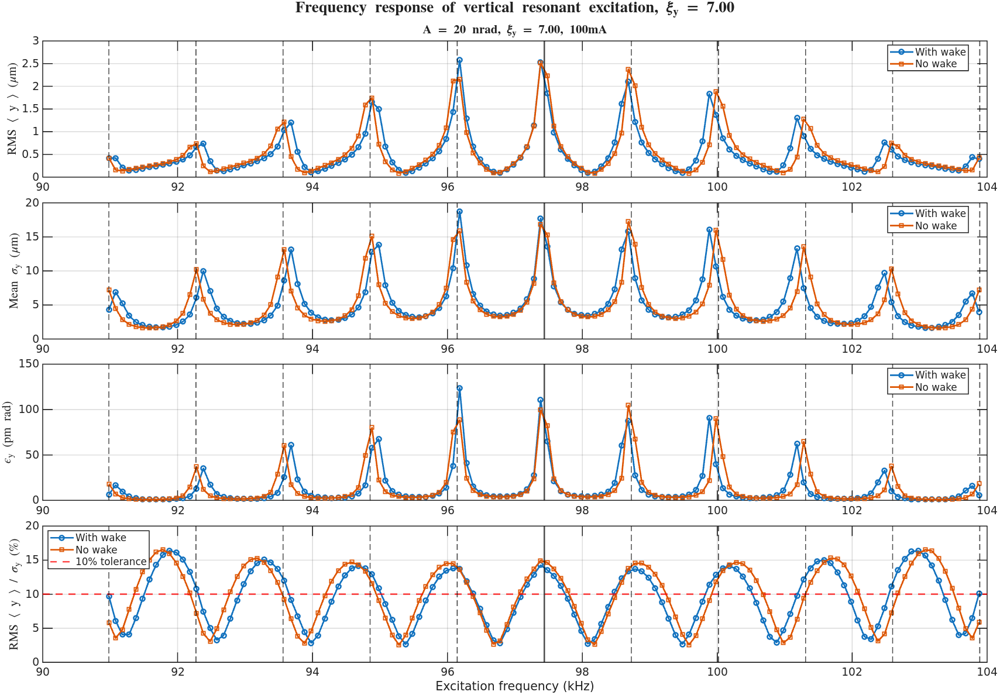 Frequency response of vertical resonant excitation, ξy = 7.00
A = 20 nrad, ξy = 7.00, 100mA
3
2.5
2
1.5
1
0.5
0
RMS ⟨ y ⟩ (μm)
With wake
No wake
90 92 94 96 98 100 102 104
20
15
10
5
0
Mean σy (μm)
With wake
No wake
90 92 94 96 98 100 102 104
150
100
50
0
ϵy (pm rad)
With wake
No wake
90 92 94 96 98 100 102 104
20
15
10
5
0
RMS ⟨ y ⟩ / σy (%)
With wake
No wake
10% tolerance
90 92 94 96 98 100 102 104
Excitation frequency (kHz)